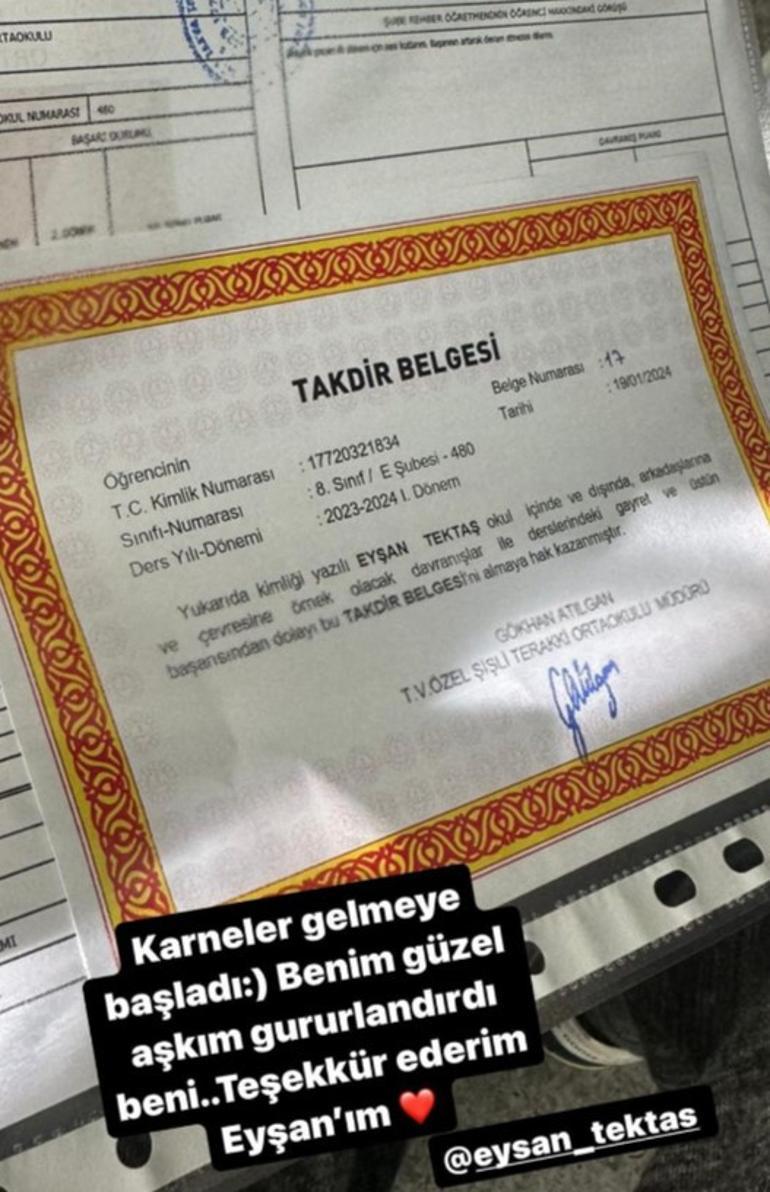 RTAOKULU
ŞUBE REHBER ÖĞRETMENİNİN ÖĞRENCİ HAKKINDAKİ GÖRÜŞÜ
OKUL NUMARASI 480
BAŞARI DURUMU
DAVRANIŞ PUANI
2. DÖNEM
TAKDİR BELGESİ
Belge Numarası : 17
Tarihi : 19/01/2024
Öğrencinin
T.C. Kimlik Numarası : 17720321834
Sınıfı-Numarası : 8. Sınıf / E Şubesi - 480
Ders Yılı-Dönemi : 2023-2024 I. Dönem
Yukarıda kimliği yazılı EYŞAN TEKTAŞ okul içinde ve dışında, arkadaşlarına
ve çevresine örnek olacak davranışlar ile derslerindeki gayret ve üstün
başarısından dolayı bu TAKDİR BELGESİ'ni almaya hak kazanmıştır.
GÖKHAN ATILGAN
T.V.ÖZEL ŞİŞLİ TERAKKİ ORTAOKULU MÜDÜRÜ
Karneler gelmeye
başladı:) Benim güzel
aşkım gururlandırdı
beni..Teşekkür ederim
Eyşan'ım ❤️
@eysan_tektas